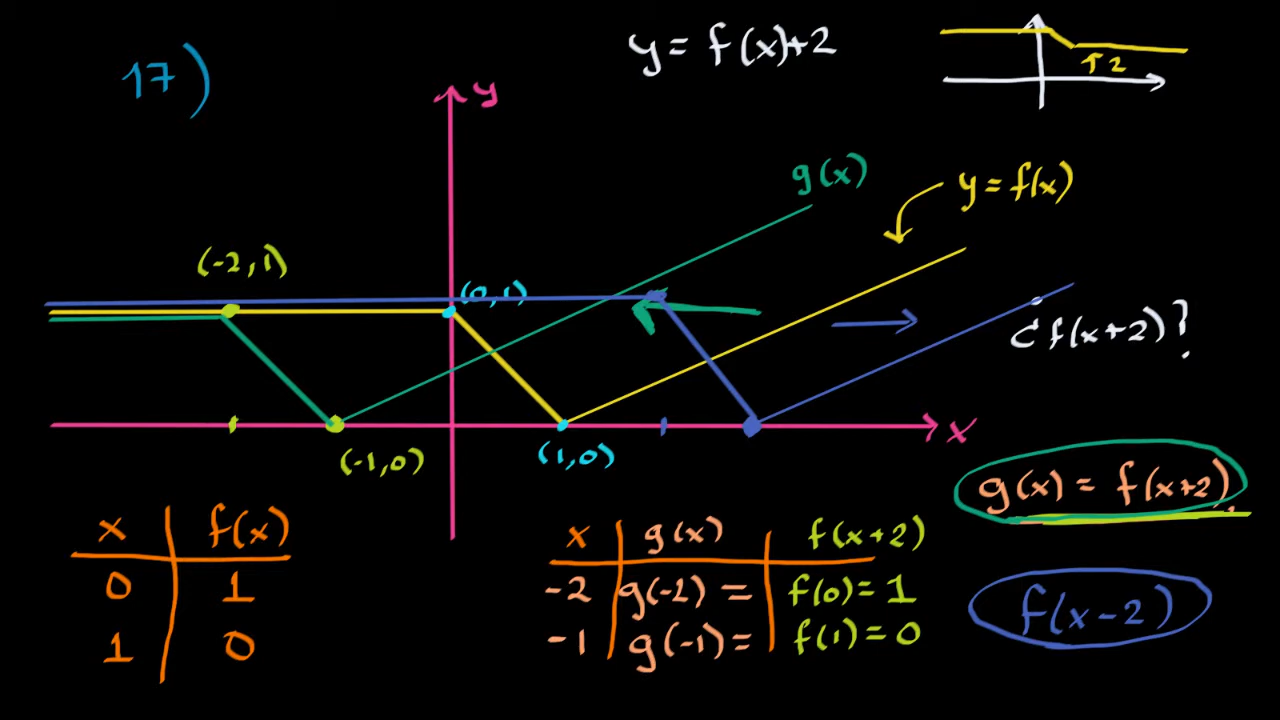 17)
y = f(x)+2
↑2
y
g(x)
y = f(x)
(-2,1)
(0,1)
¿f(x+2)?
x
(-1,0)
(1,0)
g(x) = f(x+2)
x f(x)
0 1
1 0
x g(x) f(x+2)
-2 g(-2) = f(0)=1
-1 g(-1)= f(1)=0
f(x-2)